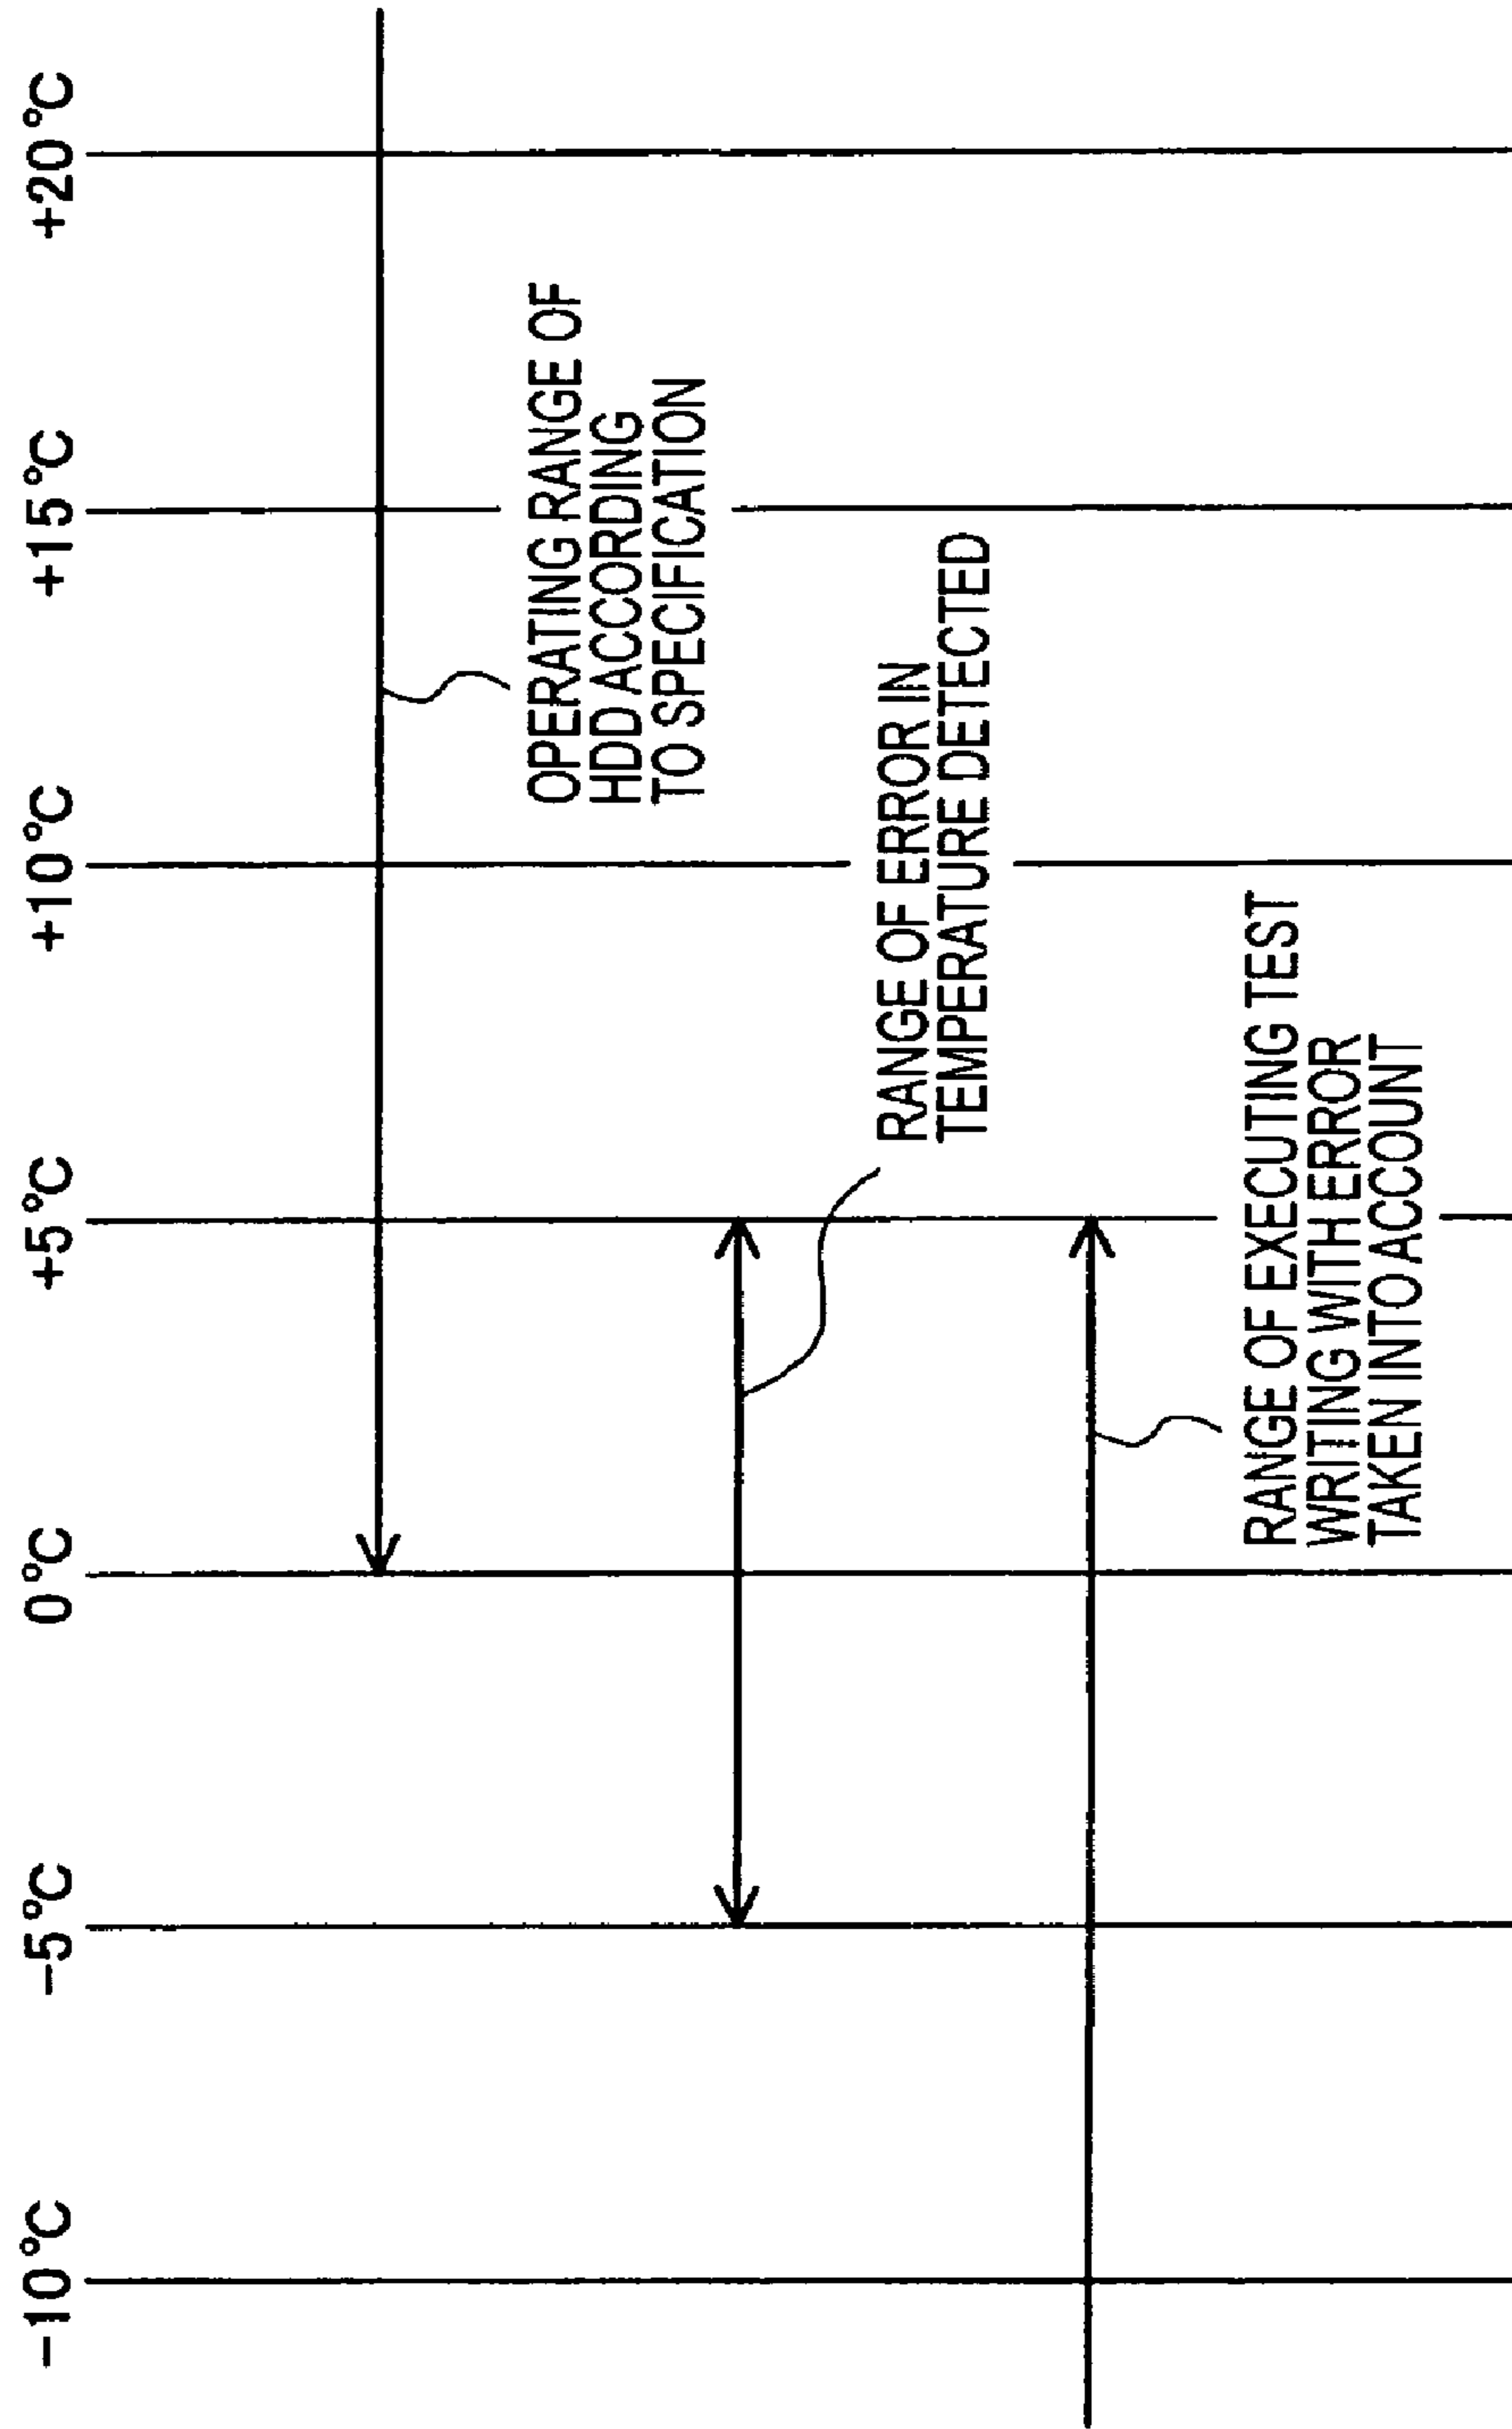 -10°C
-5°C
0°C
+5°C
+10°C
+15°C
+20°C
OPERATING RANGE OF
HDD ACCORDING
TO SPECIFICATION
RANGE OF ERROR IN
TEMPERATURE DETECTED
RANGE OF EXECUTING TEST
WRITING WITH ERROR
TAKEN INTO ACCOUNT